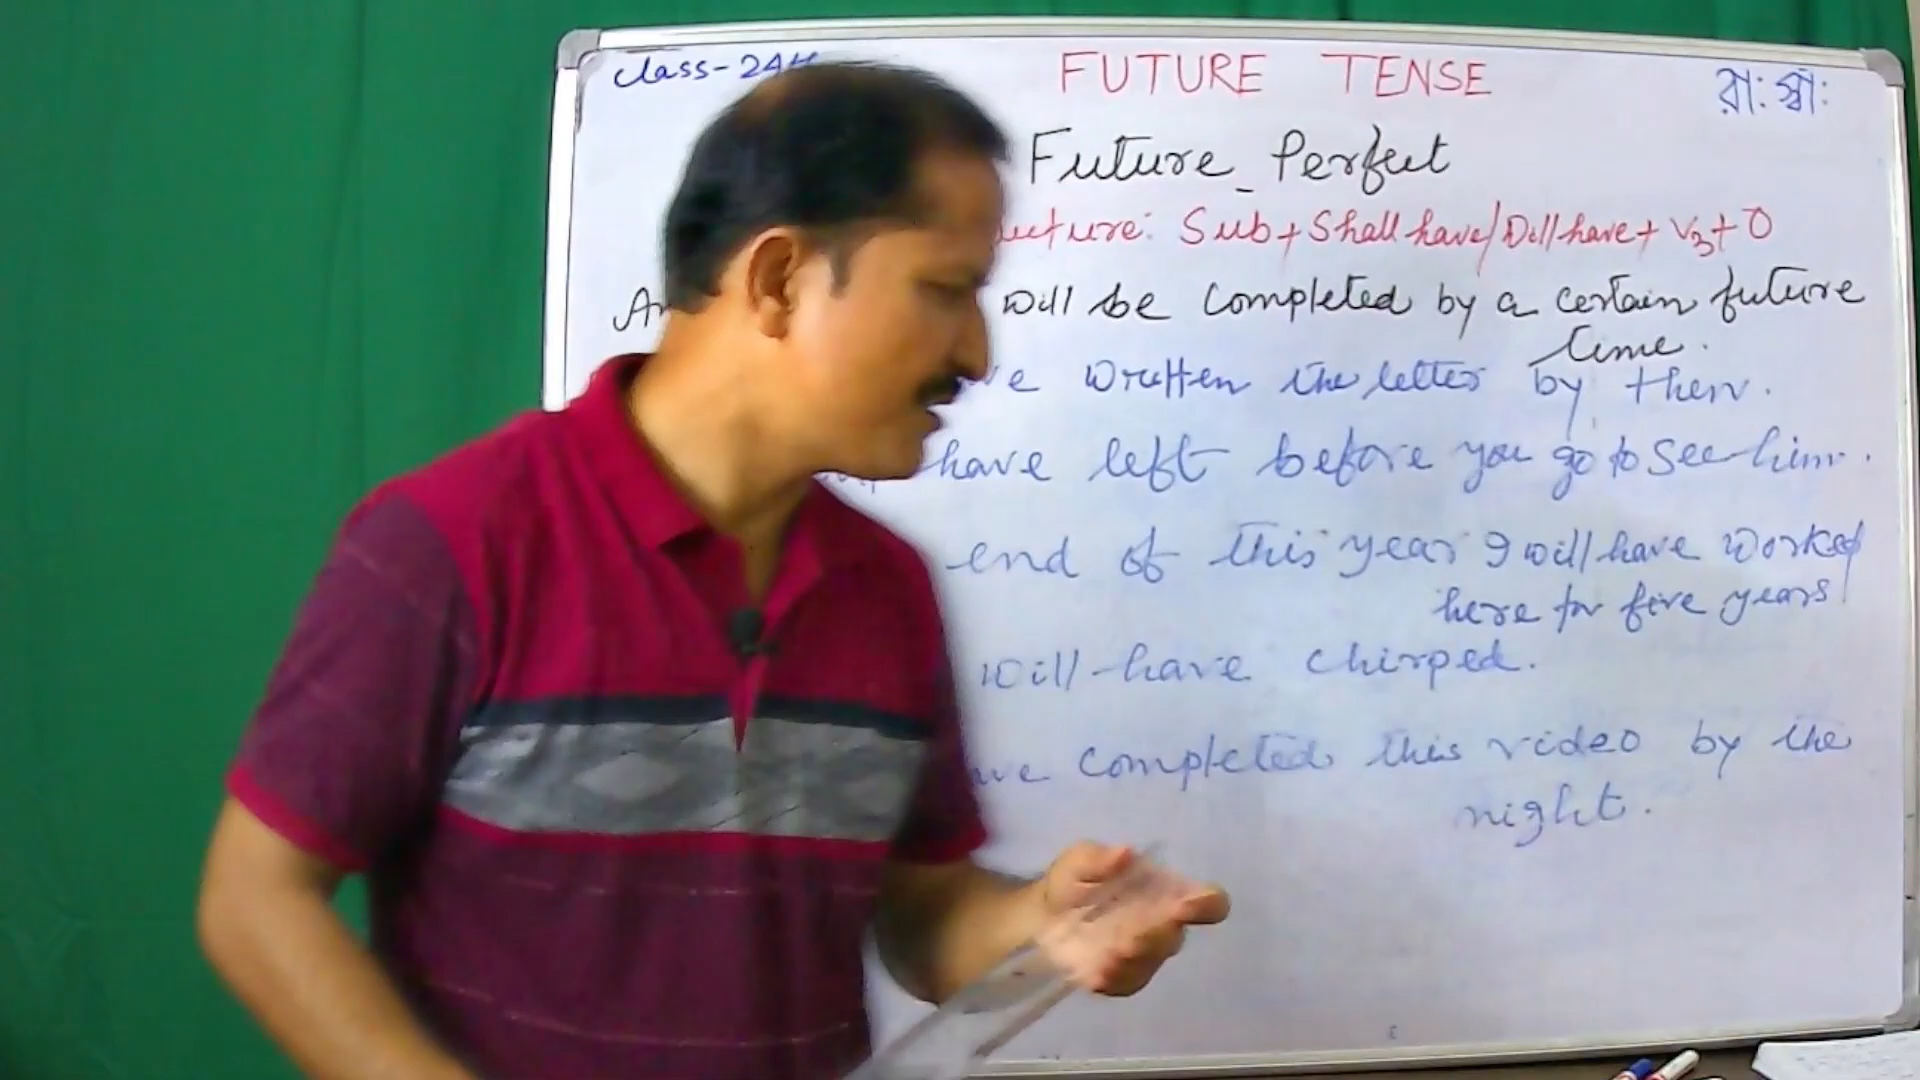 class-24
FUTURE TENSE
রা: স্বা:
Future Perfect
ucture: Sub + Shall have/Will have + V3 + O
An will be completed by a certain future
time.
ve written the letter by then.
have left before you go to see him.
end of this year I will have worked
here for five years
will have chirped.
ave completed this video by the
night.